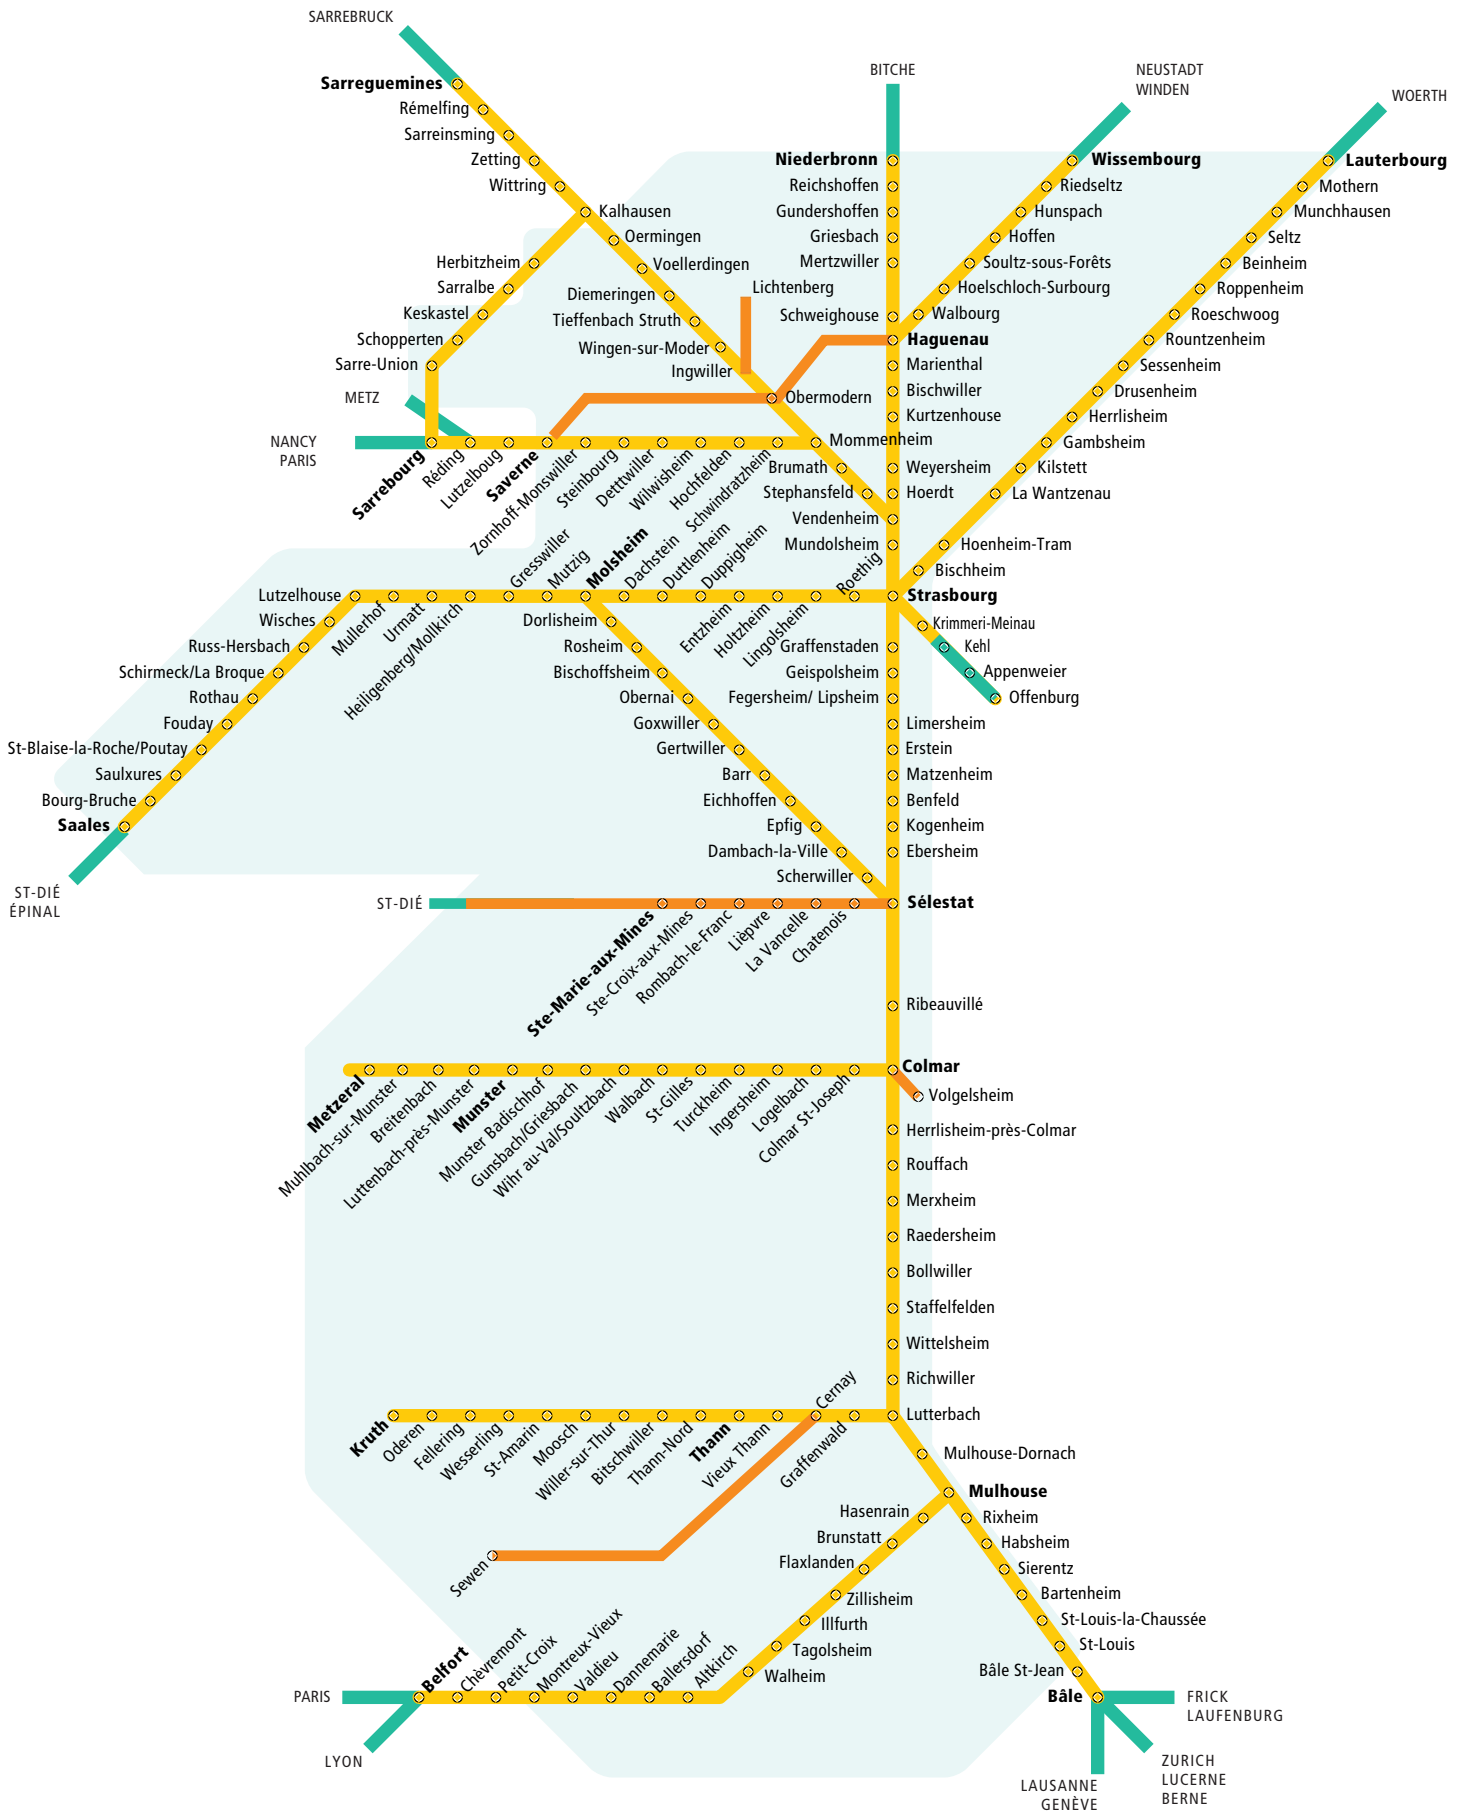 SARREBRUCK
Sarreguemines
Rémelfing
Sarreinsming
Zetting
Wittring
Kalhausen
Oermingen
Voellerdingen
Diemeringen
Tieffenbach Struth
Wingen-sur-Moder
Ingwiller
Lichtenberg
Obermodern
Herbitzheim
Sarralbe
Keskastel
Schopperten
Sarre-Union
METZ
NANCY
PARIS
BITCHE
Niederbronn
Reichshoffen
Gundershoffen
Griesbach
Mertzwiller
Schweighouse
NEUSTADT
WINDEN
Wissembourg
Riedseltz
Hunspach
Hoffen
Soultz-sous-Forêts
Hoelschloch-Surbourg
Walbourg
Haguenau
Marienthal
Bischwiller
Kurtzenhouse
Weyersheim
Hoerdt
WOERTH
Lauterbourg
Mothern
Munchhausen
Seltz
Beinheim
Roppenheim
Roeschwoog
Rountzenheim
Sessenheim
Drusenheim
Herrlisheim
Gambsheim
Kilstett
La Wantzenau
Hoenheim-Tram
Bischheim
Sarrebourg
Réding
Lutzelboug
Saverne
Zornhoff-Monswiller
Steinbourg
Dettwiller
Wilwisheim
Hochfelden
Schwindratzheim
Mommenheim
Brumath
Stephansfeld
Vendenheim
Mundolsheim
Strasbourg
Lutzelhouse
Mullerhof
Urmatt
Heiligenberg/Mollkirch
Gresswiller
Mutzig
Molsheim
Dachstein
Duttlenheim
Duppigheim
Entzheim
Holtzheim
Lingolsheim
Roethig
Wisches
Russ-Hersbach
Schirmeck/La Broque
Rothau
Fouday
St-Blaise-la-Roche/Poutay
Saulxures
Bourg-Bruche
Saales
ST-DIÉ
ÉPINAL
Dorlisheim
Rosheim
Bischoffsheim
Obernai
Goxwiller
Gertwiller
Barr
Eichhoffen
Epfig
Dambach-la-Ville
Scherwiller
Krimmeri-Meinau
Kehl
Appenweier
Offenburg
Graffenstaden
Geispolsheim
Fegersheim/ Lipsheim
Limersheim
Erstein
Matzenheim
Benfeld
Kogenheim
Ebersheim
Sélestat
ST-DIÉ
Ste-Marie-aux-Mines
Ste-Croix-aux-Mines
Rombach-le-Franc
Lièpvre
La Vancelle
Chatenois
Ribeauvillé
Colmar
Volgelsheim
Metzeral
Muhlbach-sur-Munster
Breitenbach
Luttenbach-près-Munster
Munster
Munster Badischhof
Gunsbach/Griesbach
Wihr au-Val/Soultzbach
Walbach
St-Gilles
Turckheim
Ingersheim
Logelbach
Colmar St-Joseph
Herrlisheim-près-Colmar
Rouffach
Merxheim
Raedersheim
Bollwiller
Staffelfelden
Wittelsheim
Richwiller
Lutterbach
Kruth
Oderen
Fellering
Wesserling
St-Amarin
Moosch
Willer-sur-Thur
Bitschwiller
Thann-Nord
Thann
Vieux Thann
Cernay
Graffenwald
Sewen
Mulhouse-Dornach
Mulhouse
Rixheim
Habsheim
Sierentz
Bartenheim
St-Louis-la-Chaussée
St-Louis
Bâle St-Jean
Bâle
Hasenrain
Brunstatt
Flaxlanden
Zillisheim
Illfurth
Tagolsheim
Walheim
Altkirch
Ballersdorf
Dannemarie
Valdieu
Montreux-Vieux
Petit-Croix
Chèvremont
Belfort
PARIS
LYON
FRICK
LAUFENBURG
ZURICH
LUCERNE
BERNE
LAUSANNE
GENÈVE